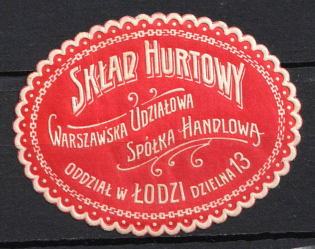 SKŁAD HURTOWY
WARSZAWSKA UDZIAŁOWA
SPÓŁKA HANDLOWA
ODDZIAŁ W ŁODZI DZIELNA 13